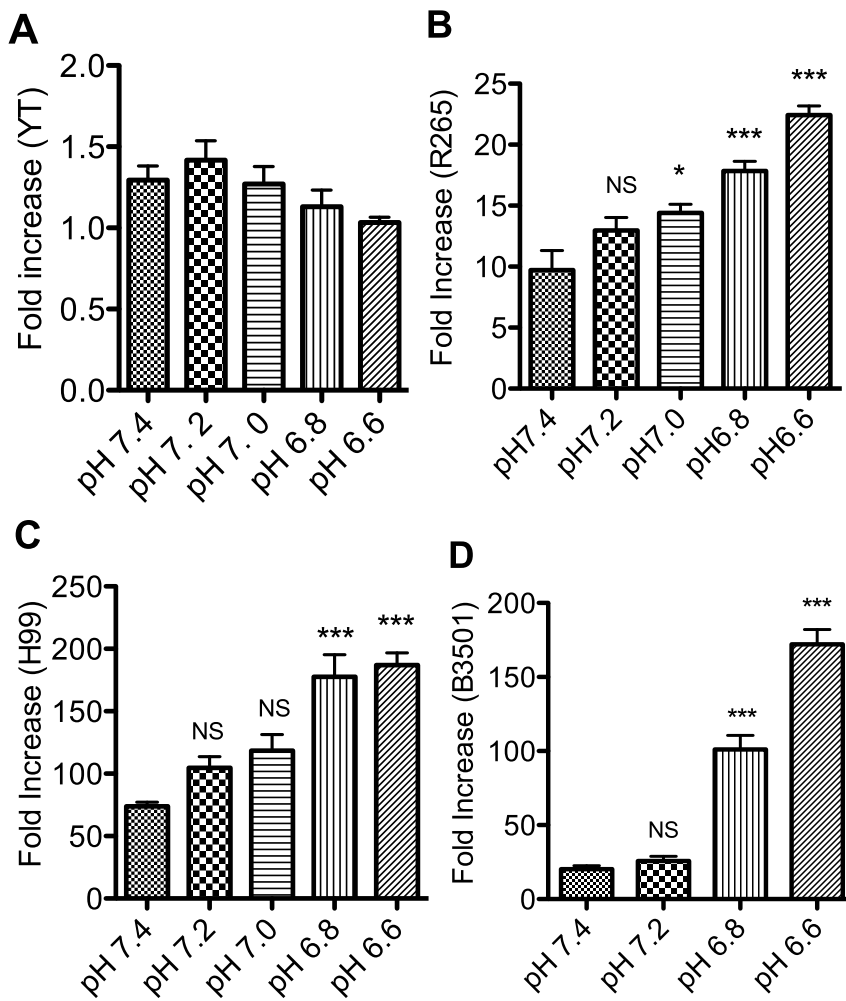 A
Fold increase (YT)
2.0
1.5
1.0
0.5
0.0
pH 7.4
pH 7. 2
pH 7. 0
pH 6.8
pH 6.6
B
Fold Increase (R265)
25
20
15
10
5
0
NS
*
***
***
pH7.4
pH7.2
pH7.0
pH6.8
pH6.6
C
Fold Increase (H99)
250
200
150
100
50
0
NS
NS
***
***
pH 7.4
pH 7.2
pH 7.0
pH 6.8
pH 6.6
D
Fold Increase (B3501)
200
150
100
50
0
NS
***
***
pH 7.4
pH 7.2
pH 6.8
pH 6.6